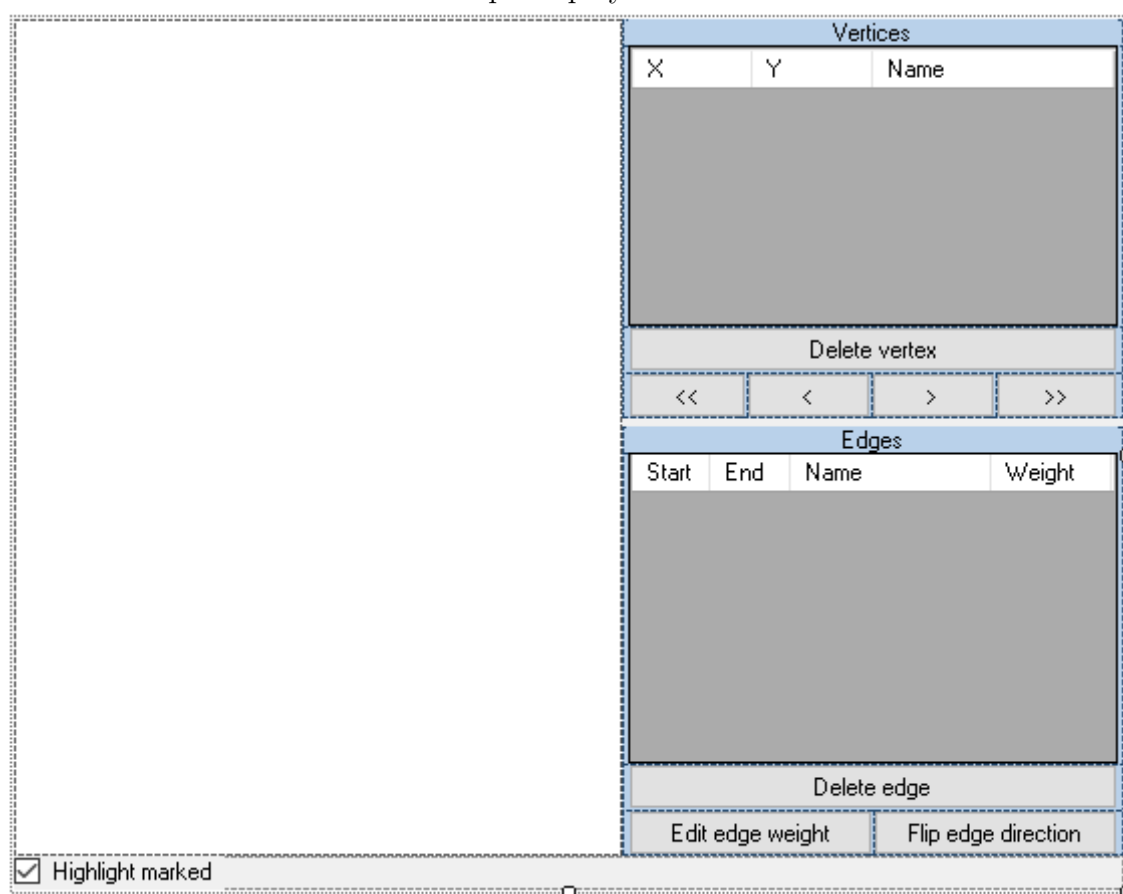 Vertices
X Y Name
Delete vertex
<< < > >>
Edges
Start End Name Weight
Delete edge
Edit edge weight Flip edge direction
Highlight marked